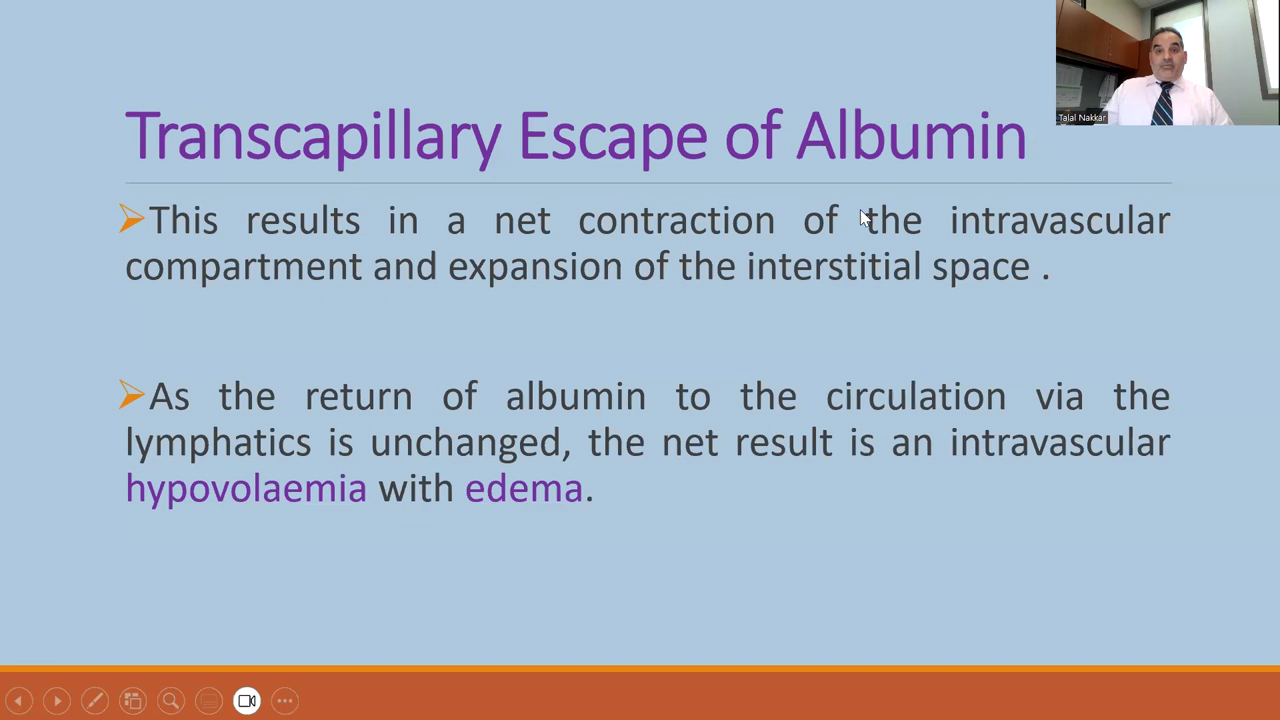 Transcapillary Escape of Albumin
Talal Nakkar
This results in a net contraction of the intravascular
compartment and expansion of the interstitial space .
As the return of albumin to the circulation via the
lymphatics is unchanged, the net result is an intravascular
hypovolaemia with edema.